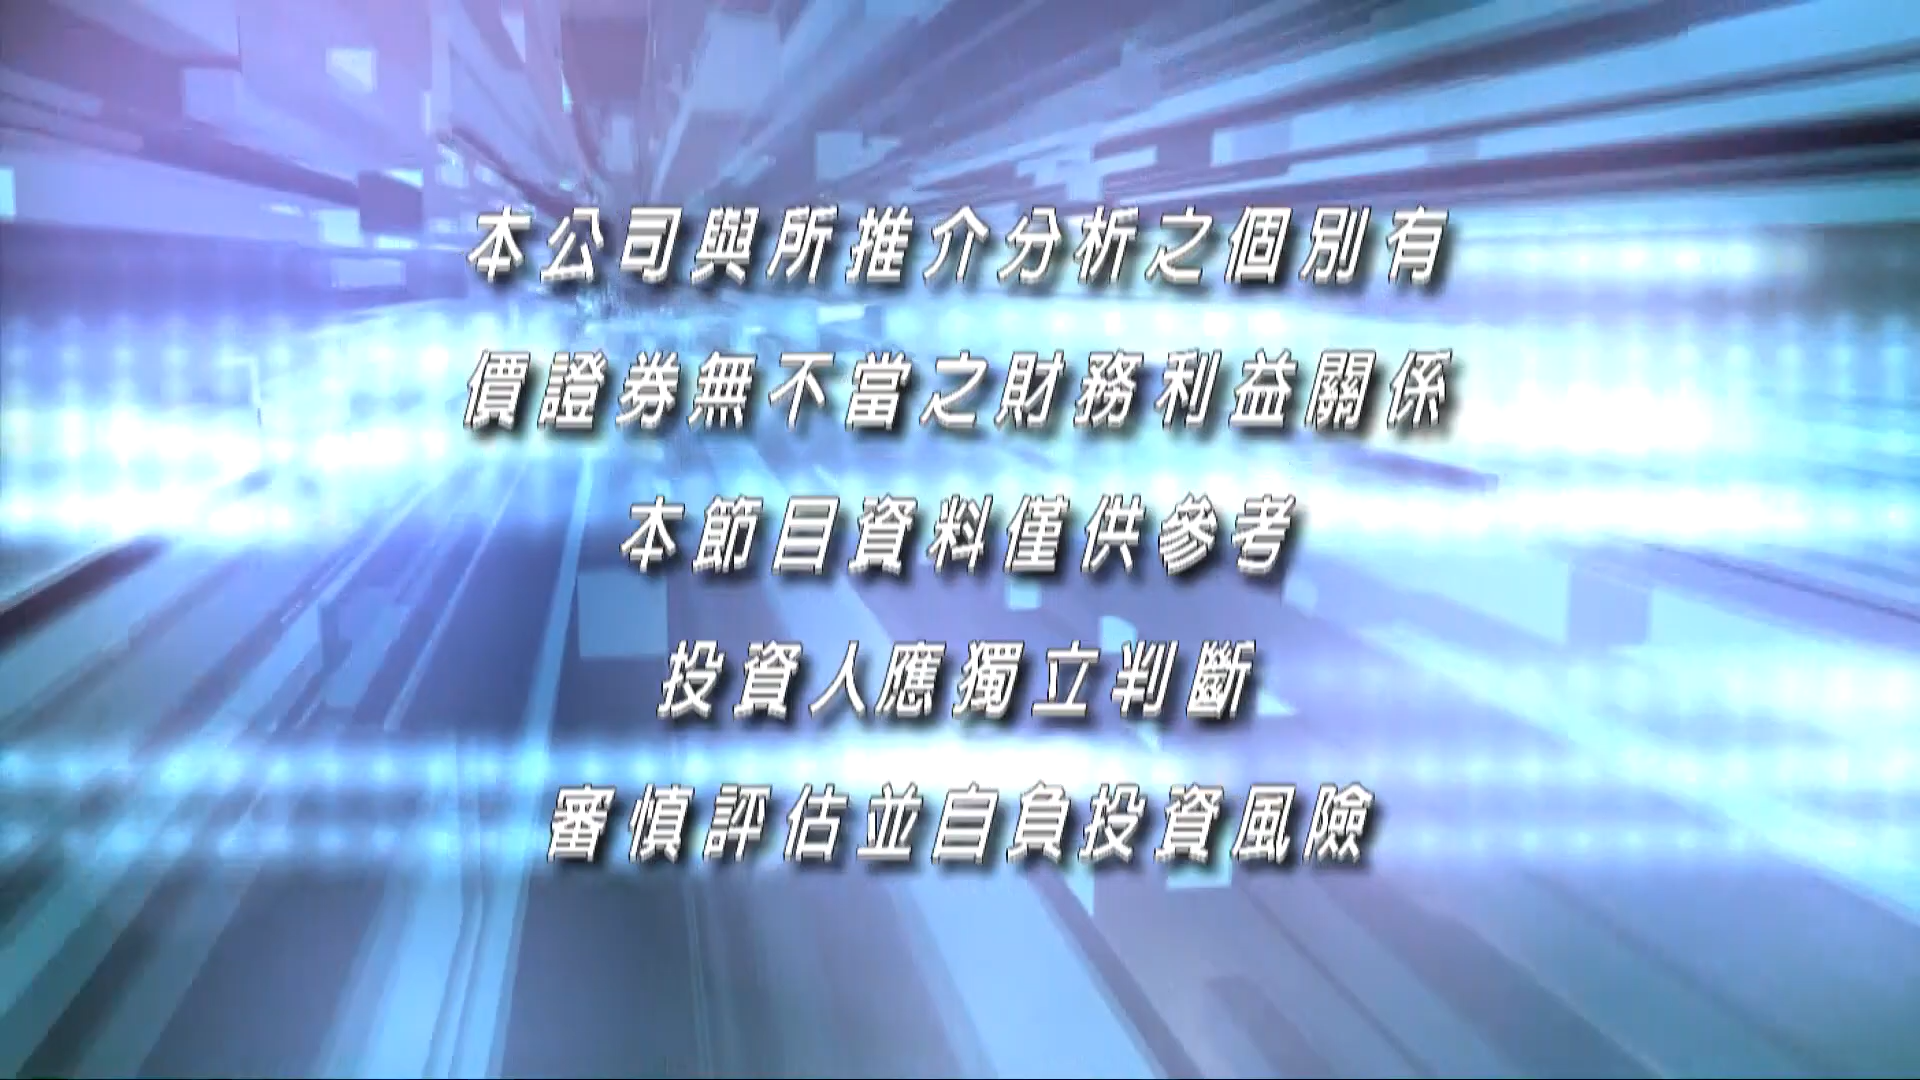 本公司與所推介分析之個別有
價證券無不當之財務利益關係
本節目資料僅供參考
投資人應獨立判斷
審慎評估並自負投資風險